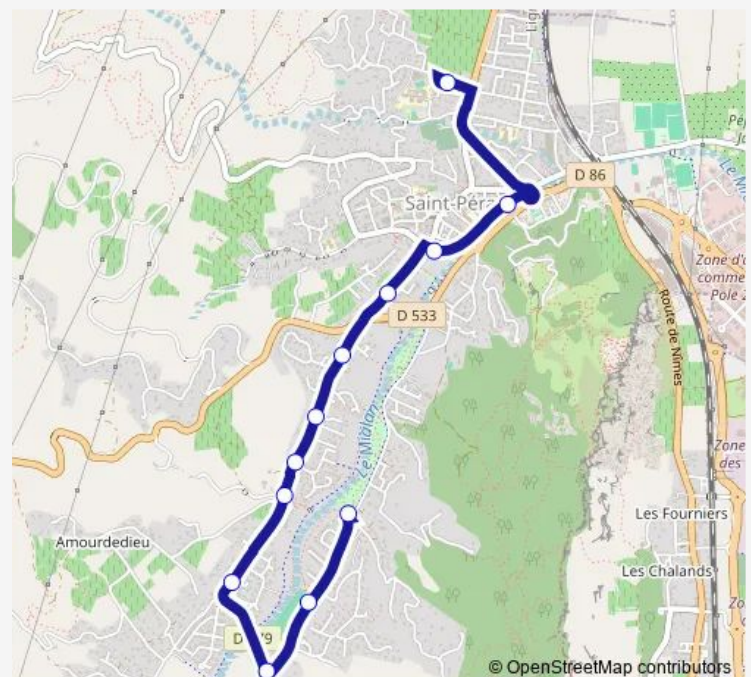 D 86
Saint-Pér
D 533
Route de Nîmes
Zone d'
comme
Pole
Le Mialan
Zone
des
Amourdedieu
Les Fourniers
Les Chalands
© OpenStreetMap contributors